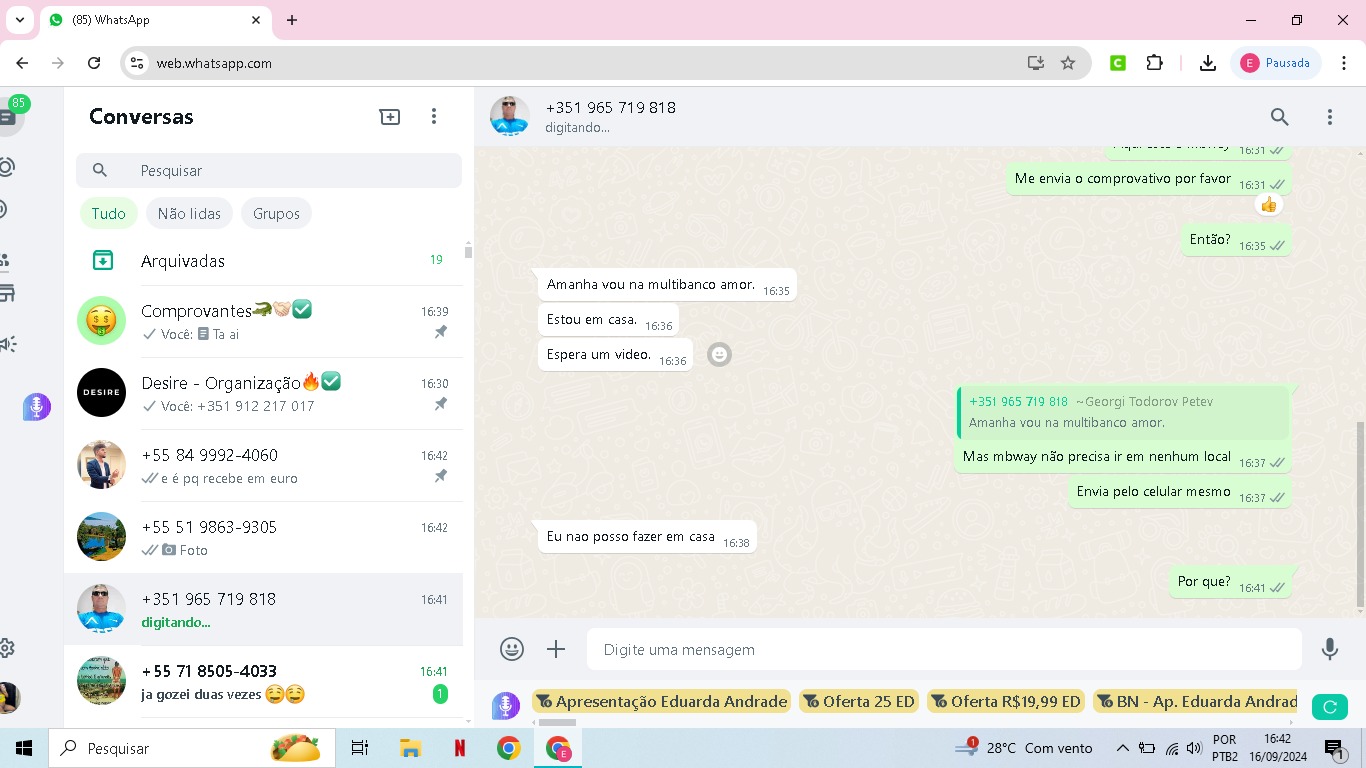 (85) WhatsApp
web.whatsapp.com
E Pausada
85
Conversas
Pesquisar
Tudo
Não lidas
Grupos
Arquivadas
19
Comprovantes🐊🤝🏻✅
16:39
Você: Ta ai
DESIRE
Desire - Organização🔥✅
16:30
Você: +351 912 217 017
+55 84 9992-4060
16:42
e é pq recebe em euro
+55 51 9863-9305
16:42
Foto
+351 965 719 818
16:41
digitando...
+55 71 8505-4033
16:41
ja gozei duas vezes 🤤🤤
1
+351 965 719 818
digitando...
16:31
Me envia o comprovativo por favor 16:31
👍
Então? 16:35
Amanha vou na multibanco amor. 16:35
Estou em casa. 16:36
Espera um video. 16:36
+351 965 719 818 ~Georgi Todorov Petev
Amanha vou na multibanco amor.
Mas mbway não precisa ir em nenhum local 16:37
Envia pelo celular mesmo 16:37
Eu nao posso fazer em casa 16:38
Por que? 16:41
Digite uma mensagem
Apresentação Eduarda Andrade
Oferta 25 ED
Oferta R$19,99 ED
BN - Ap. Eduarda Andrad
Pesquisar
N
E
1
28°C Com vento
POR
PTB2
16:42
16/09/2024
1